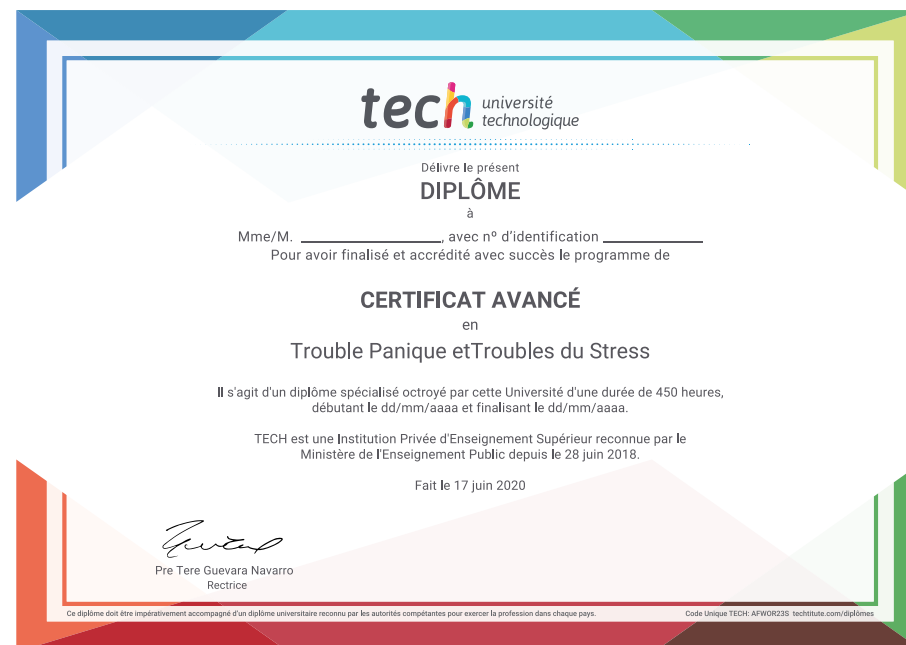 tech université
technologique
Délivre le présent
DIPLÔME
à
Mme/M. ____________________, avec nº d'identification ______________
Pour avoir finalisé et accrédité avec succès le programme de
CERTIFICAT AVANCÉ
en
Trouble Panique etTroubles du Stress
Il s'agit d'un diplôme spécialisé octroyé par cette Université d'une durée de 450 heures,
débutant le dd/mm/aaaa et finalisant le dd/mm/aaaa.
TECH est une Institution Privée d'Enseignement Supérieur reconnue par le
Ministère de l'Enseignement Public depuis le 28 juin 2018.
Fait le 17 juin 2020
Pre Tere Guevara Navarro
Rectrice
Ce diplôme doit être impérativement accompagné d'un diplôme universitaire reconnu par les autorités compétantes pour exercer la profession dans chaque pays.
Code Unique TECH: AFWOR23S techtitute.com/diplômes